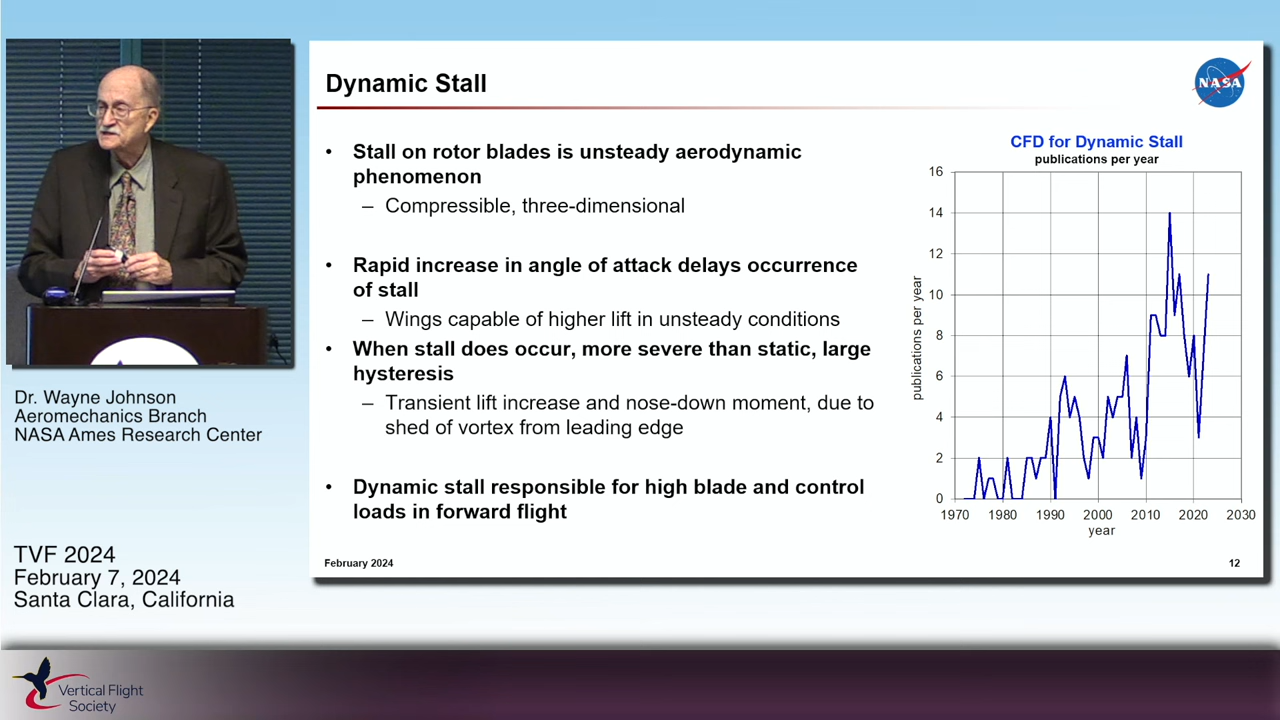 Dynamic Stall
NASA
• Stall on rotor blades is unsteady aerodynamic
phenomenon
– Compressible, three-dimensional
• Rapid increase in angle of attack delays occurrence
of stall
– Wings capable of higher lift in unsteady conditions
• When stall does occur, more severe than static, large
hysteresis
– Transient lift increase and nose-down moment, due to
shed of vortex from leading edge
• Dynamic stall responsible for high blade and control
loads in forward flight
CFD for Dynamic Stall
publications per year
publications per year
16
14
12
10
8
6
4
2
0
1970 1980 1990 2000 2010 2020 2030
year
February 2024
12
Dr. Wayne Johnson
Aeromechanics Branch
NASA Ames Research Center
TVF 2024
February 7, 2024
Santa Clara, California
Vertical Flight
Society